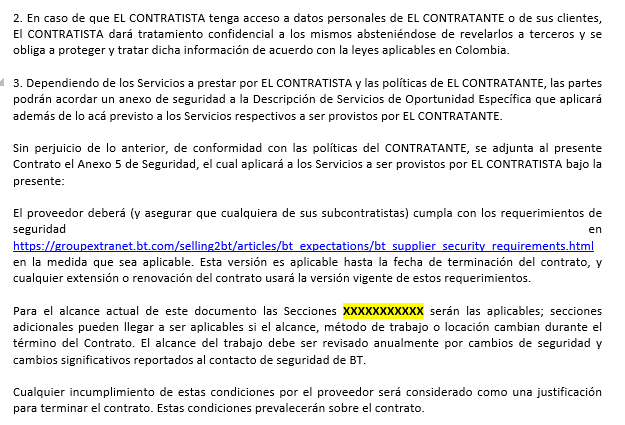 2. En caso de que EL CONTRATISTA tenga acceso a datos personales de EL CONTRATANTE o de sus clientes,
El CONTRATISTA dará tratamiento confidencial a los mismos absteniéndose de revelarlos a terceros y se
obliga a proteger y tratar dicha información de acuerdo con la leyes aplicables en Colombia.
3. Dependiendo de los Servicios a prestar por EL CONTRATISTA y las políticas de EL CONTRATANTE, las partes
podrán acordar un anexo de seguridad a la Descripción de Servicios de Oportunidad Específica que aplicará
además de lo acá previsto a los Servicios respectivos a ser provistos por EL CONTRATANTE.
Sin perjuicio de lo anterior, de conformidad con las políticas del CONTRATANTE, se adjunta al presente
Contrato el Anexo 5 de Seguridad, el cual aplicará a los Servicios a ser provistos por EL CONTRATISTA bajo la
presente:
El proveedor deberá (y asegurar que cualquiera de sus subcontratistas) cumpla con los requerimientos de
seguridad en
https://groupextranet.bt.com/selling2bt/articles/bt_expectations/bt_supplier_security_requirements.html
en la medida que sea aplicable. Esta versión es aplicable hasta la fecha de terminación del contrato, y
cualquier extensión o renovación del contrato usará la versión vigente de estos requerimientos.
Para el alcance actual de este documento las Secciones XXXXXXXXXXX serán las aplicables; secciones
adicionales pueden llegar a ser aplicables si el alcance, método de trabajo o locación cambian durante el
término del Contrato. El alcance del trabajo debe ser revisado anualmente por cambios de seguridad y
cambios significativos reportados al contacto de seguridad de BT.
Cualquier incumplimiento de estas condiciones por el proveedor será considerado como una justificación
para terminar el contrato. Estas condiciones prevalecerán sobre el contrato.